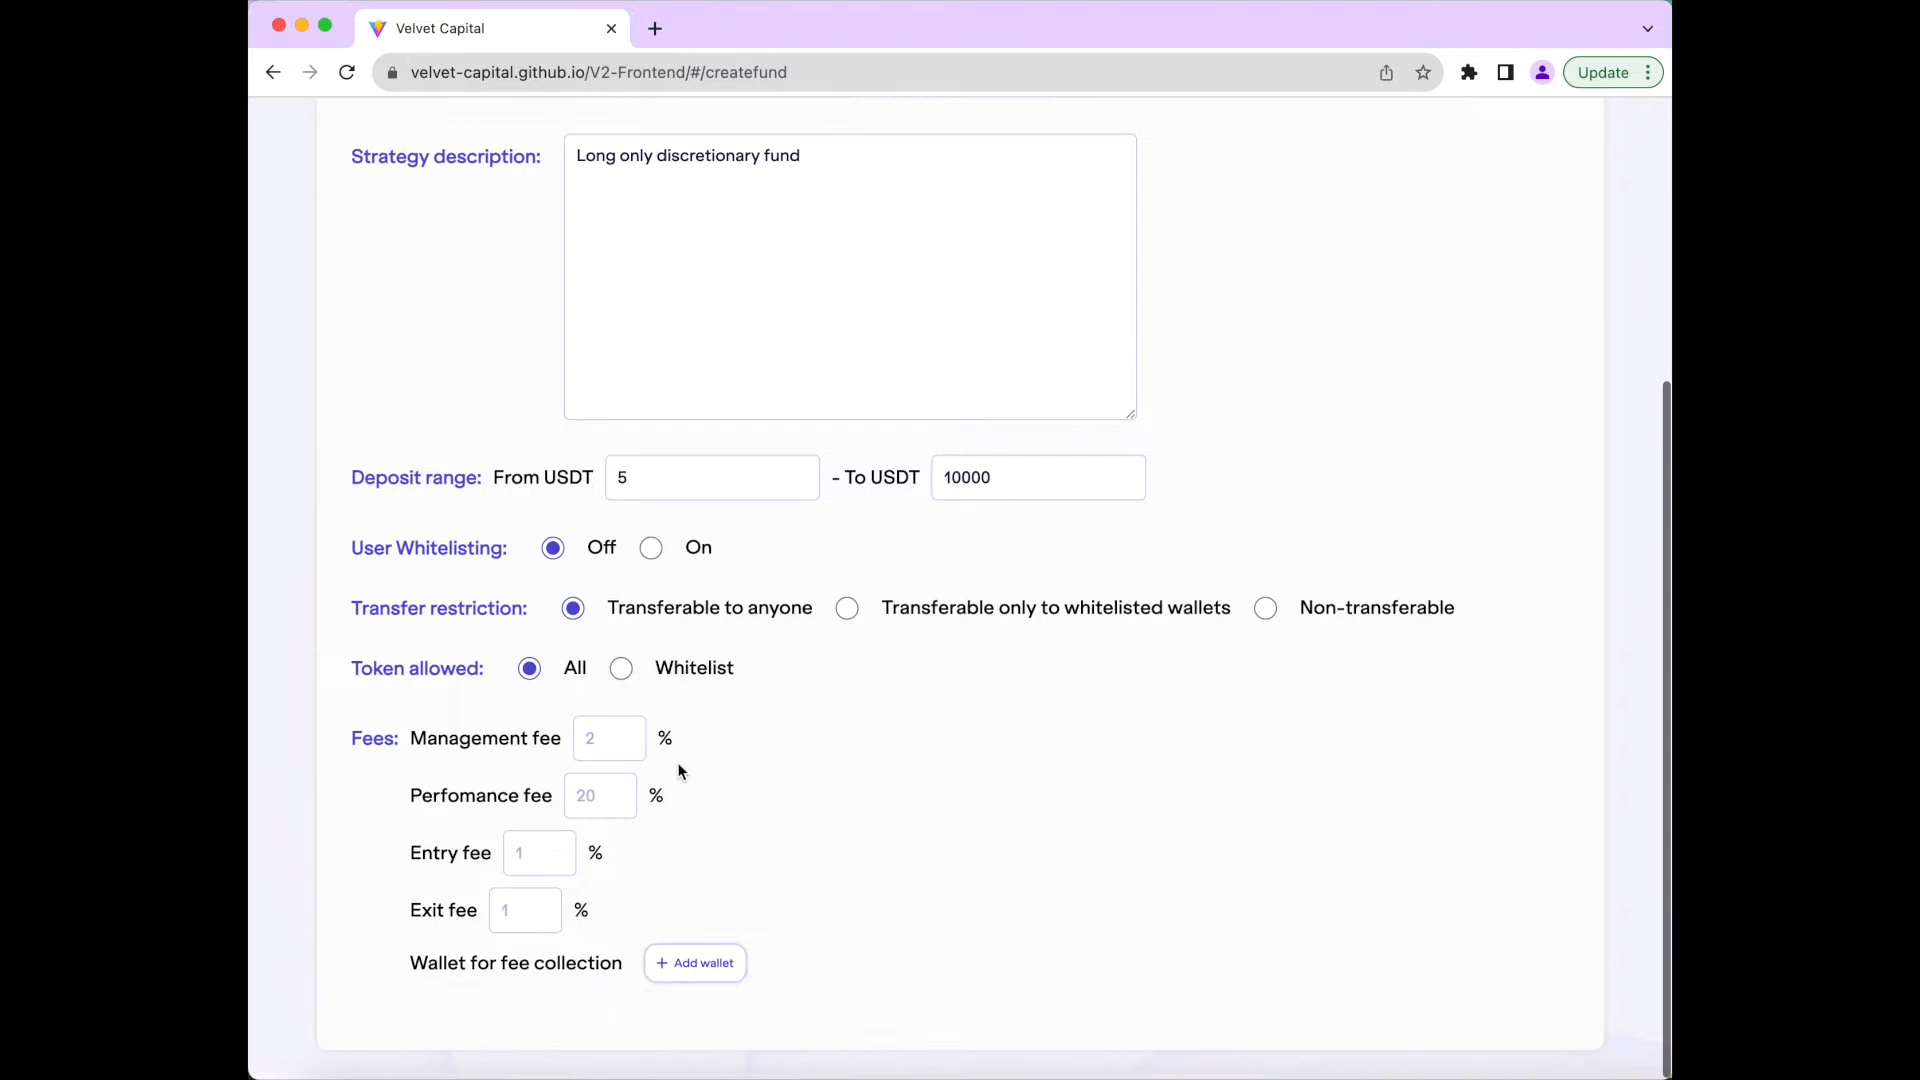 Velvet Capital
velvet-capital.github.io/V2-Frontend/#/createfund
Update
Strategy description:
Long only discretionary fund
Deposit range: From USDT 5 - To USDT 10000
User Whitelisting: Off On
Transfer restriction: Transferable to anyone Transferable only to whitelisted wallets Non-transferable
Token allowed: All Whitelist
Fees: Management fee 2 %
Perfomance fee 20 %
Entry fee 1 %
Exit fee 1 %
Wallet for fee collection + Add wallet